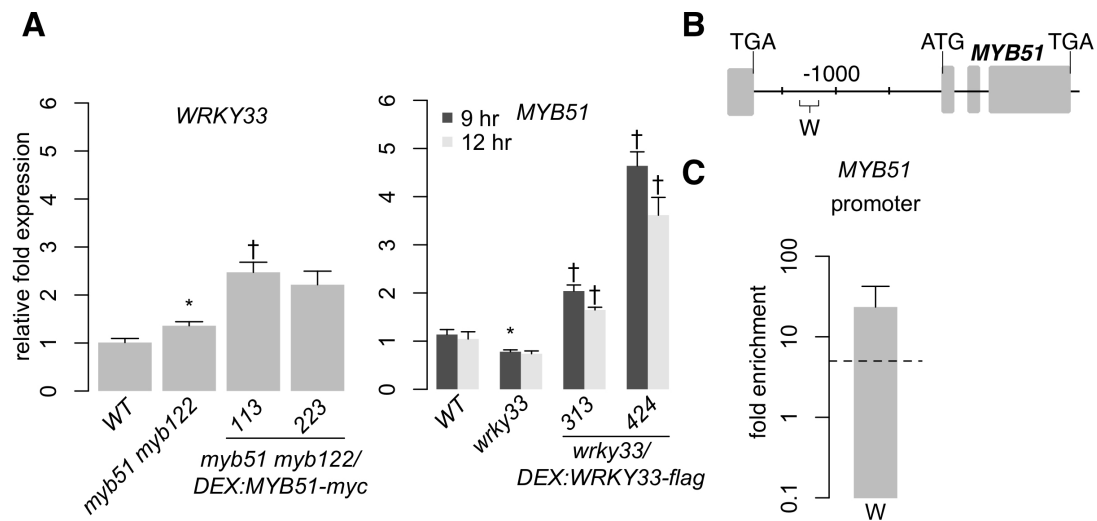 A
relative fold expression
6
5
4
3
2
1
0
WRKY33
*
†
WT
myb51 myb122
113
223
myb51 myb122/
DEX:MYB51-myc
6
5
4
3
2
1
0
MYB51
9 hr
12 hr
*
†
†
†
†
WT
wrky33
313
424
wrky33/
DEX:WRKY33-flag
B
TGA
ATG
MYB51
TGA
-1000
W
C
MYB51
promoter
fold enrichment
100
10
1
0.1
W